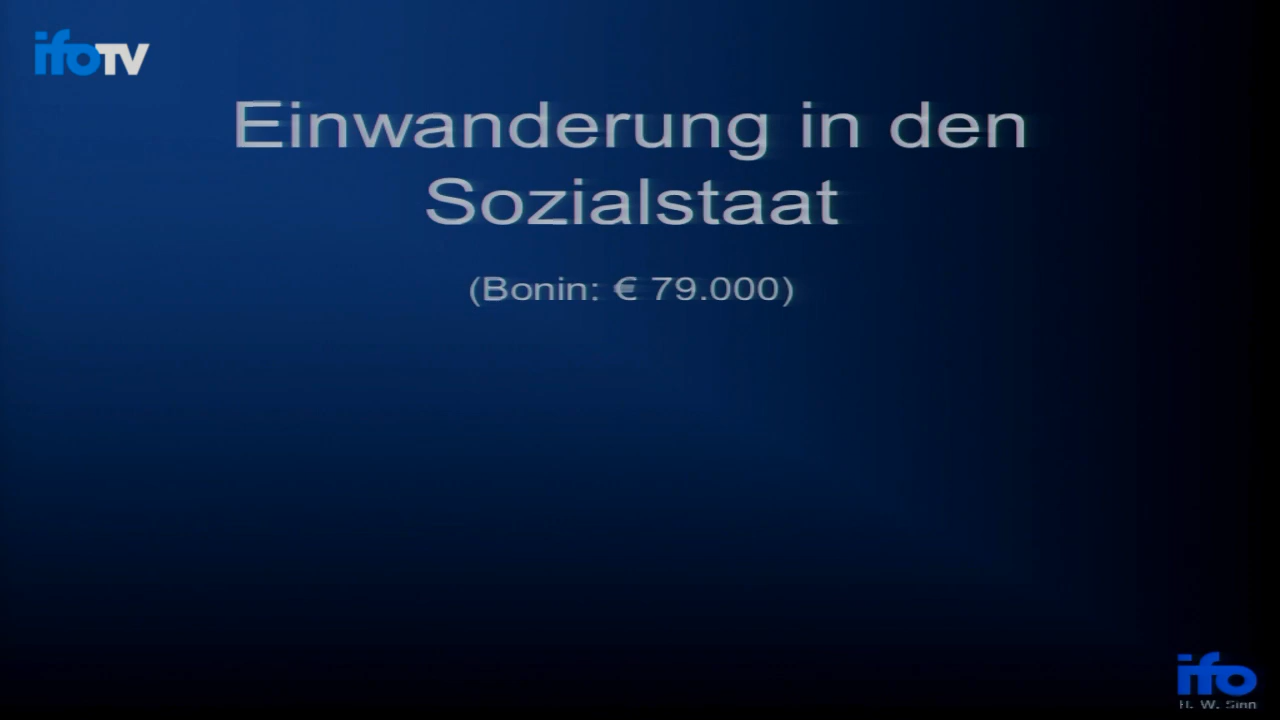 ifoTV
Einwanderung in den
Sozialstaat
(Bonin: € 79.000)
ifo
H. W. Sinn